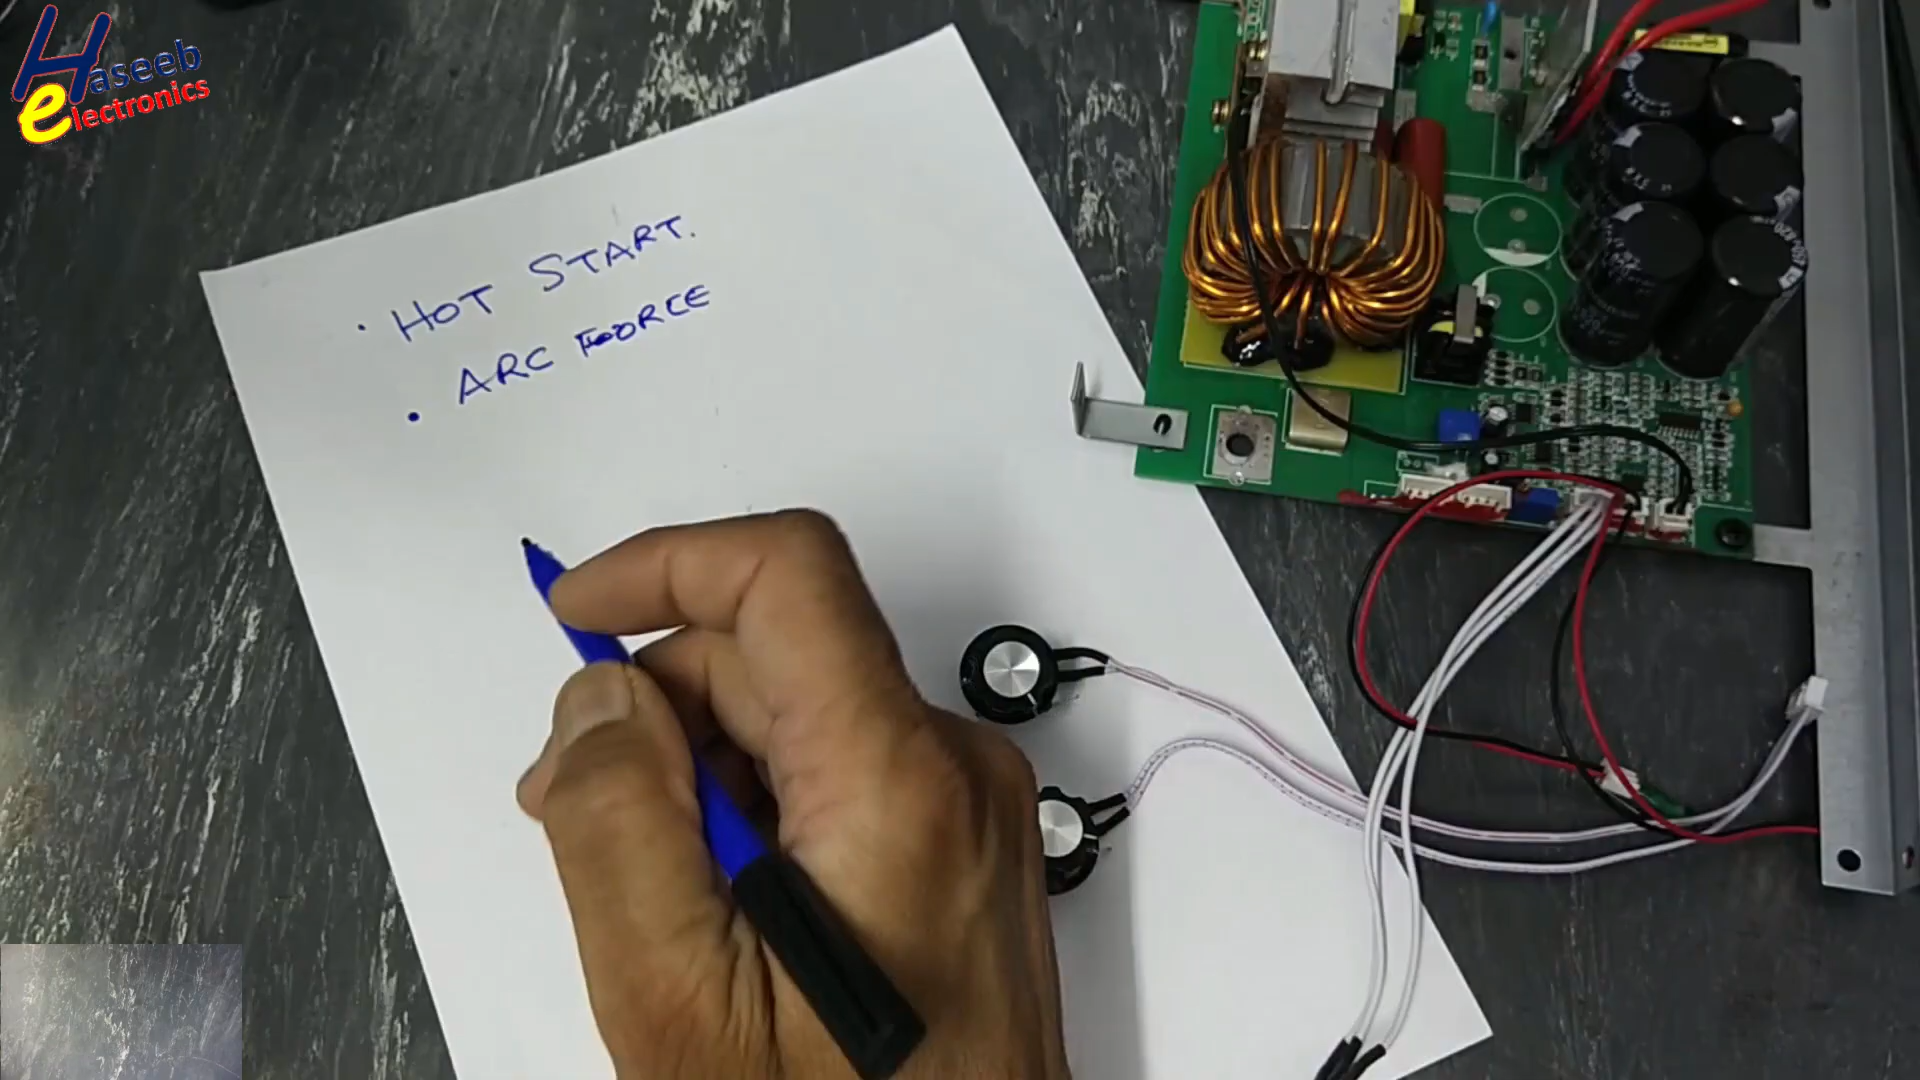 Haseeb
electronics
• HOT START.
• ARC FORCE